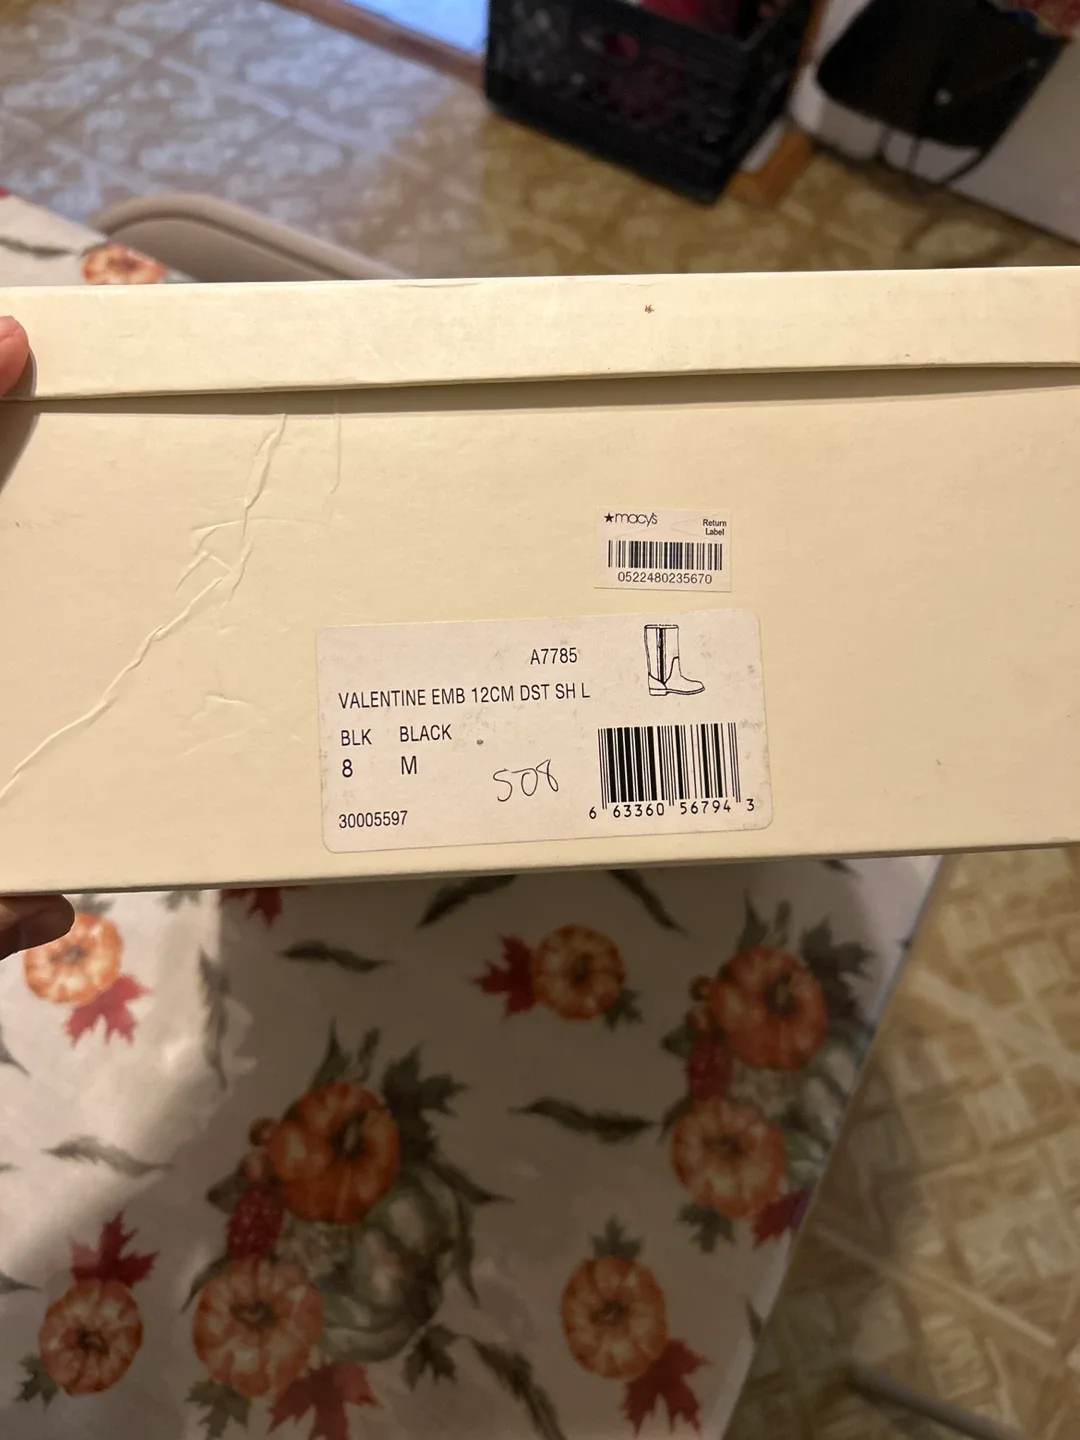 ★macy's
Return
Label
0522480235670
A7785
VALENTINE EMB 12CM DST SH L
BLK BLACK
8 M
508
30005597
6 63360 56794 3